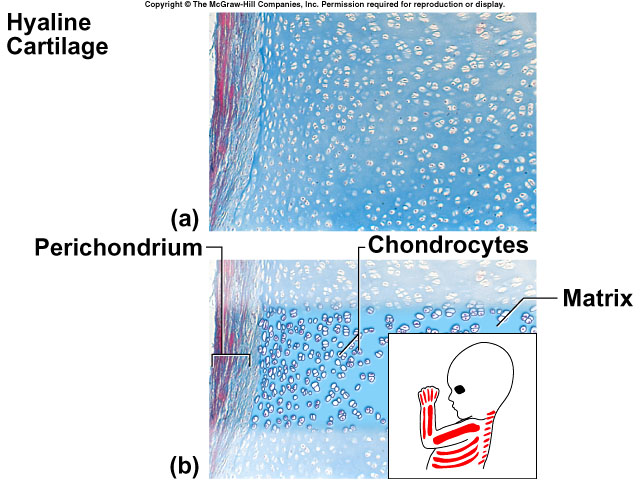 Copyright © The McGraw-Hill Companies, Inc. Permission required for reproduction or display.
Hyaline
Cartilage
(a)
Perichondrium
Chondrocytes
Matrix
(b)